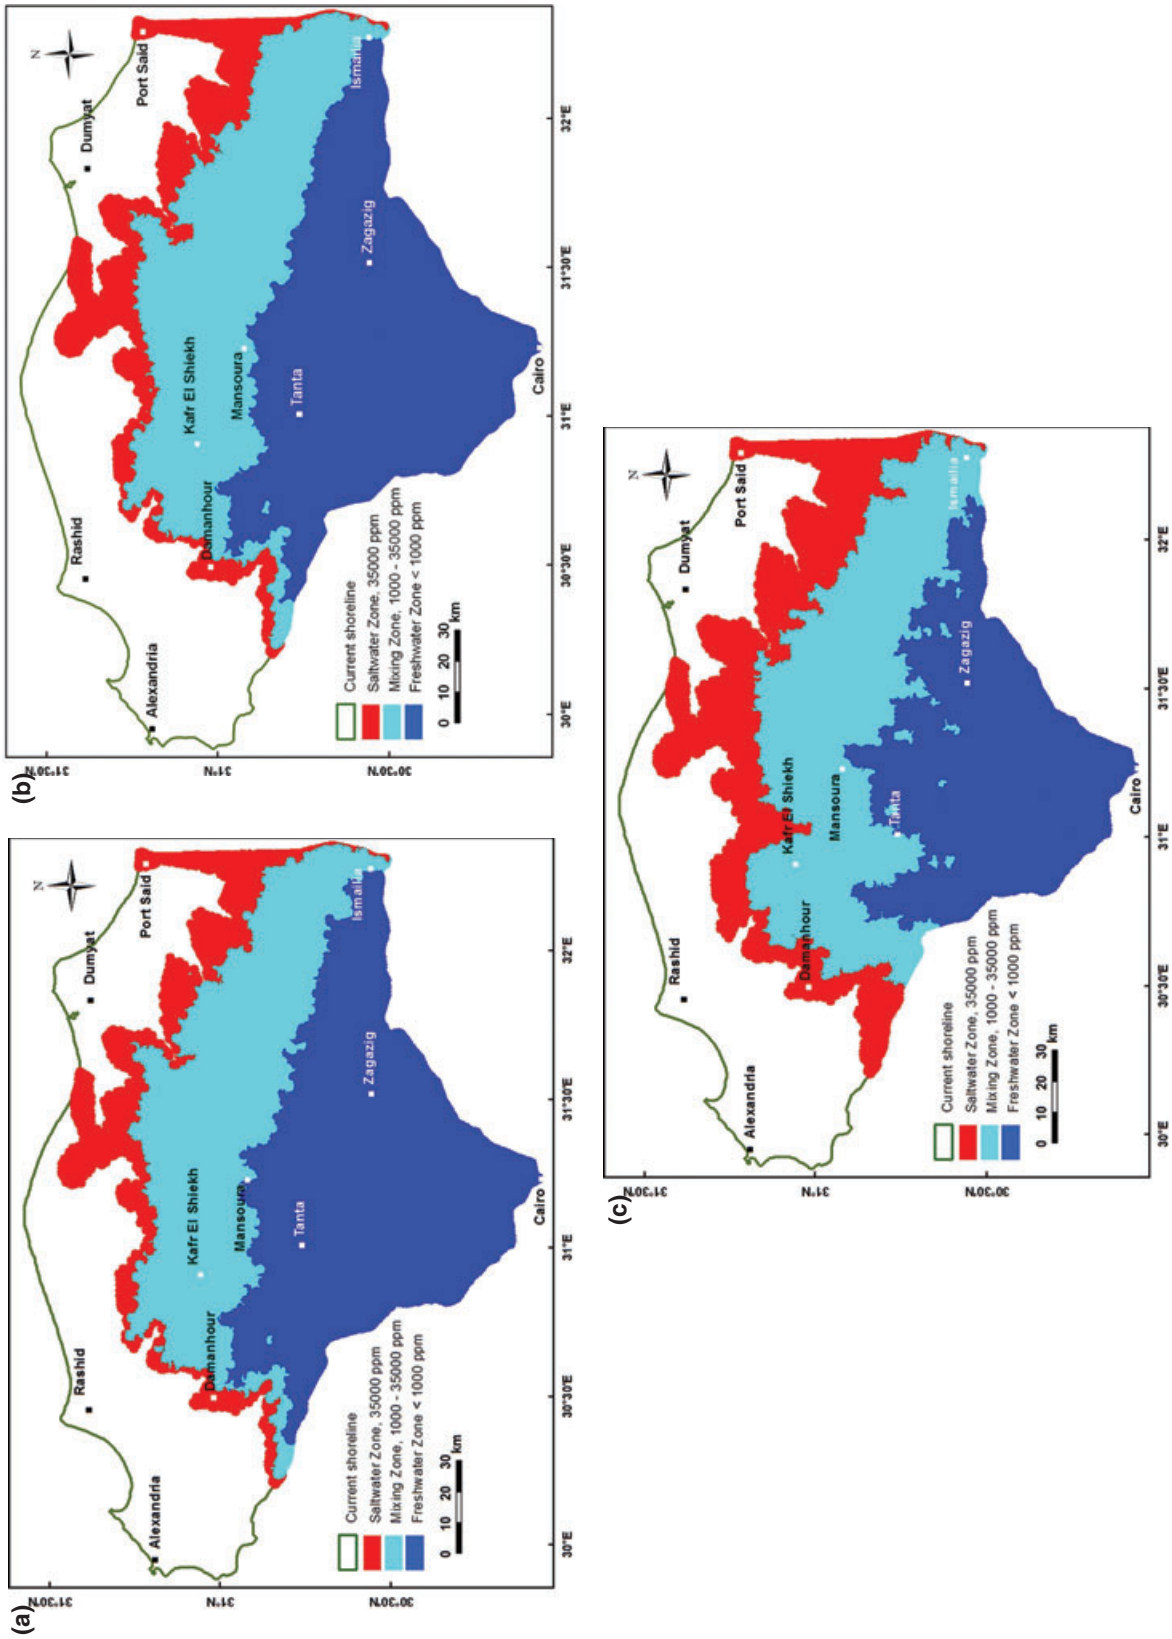 (a)
N
Port Said
Dumyat
Rashid
Alexandria
Damanhour
Kafr El Shiekh
Mansoura
Tanta
Zagazig
Ismailia
Cairo
Current shoreline
Saltwater Zone, 35000 ppm
Mixing Zone, 1000 - 35000 ppm
Freshwater Zone < 1000 ppm
0 10 20 30 km
31°30'N
31°N
30°30'N
30°E
30°30'E
31°E
31°30'E
32°E
(b)
N
Port Said
Dumyat
Rashid
Alexandria
Damanhour
Kafr El Shiekh
Mansoura
Tanta
Zagazig
Ismailia
Cairo
Current shoreline
Saltwater Zone, 35000 ppm
Mixing Zone, 1000 - 35000 ppm
Freshwater Zone < 1000 ppm
0 10 20 30 km
31°30'N
31°N
30°30'N
30°E
30°30'E
31°E
31°30'E
32°E
(c)
N
Port Said
Dumyat
Rashid
Alexandria
Damanhour
Kafr El Shiekh
Mansoura
Tanta
Zagazig
Ismailia
Cairo
Current shoreline
Saltwater Zone, 35000 ppm
Mixing Zone, 1000 - 35000 ppm
Freshwater Zone < 1000 ppm
0 10 20 30 km
31°30'N
31°N
30°30'N
30°E
30°30'E
31°E
31°30'E
32°E